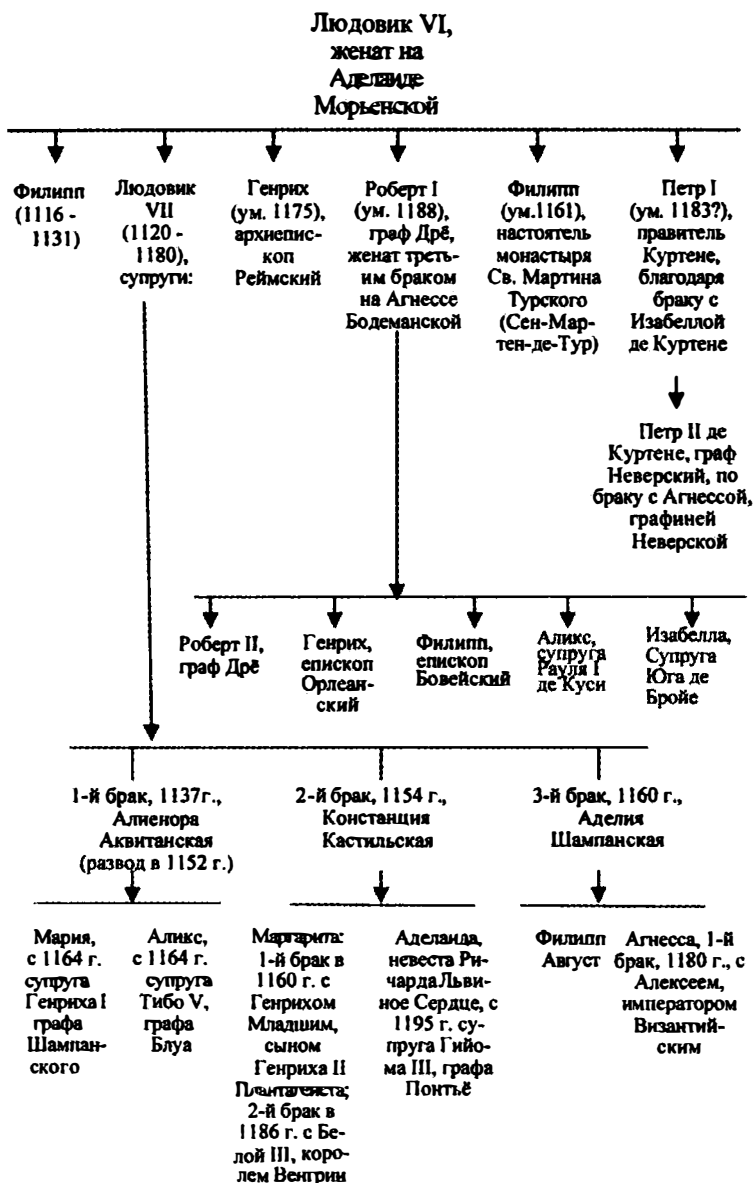 Людовик VI,
женат на
Аделаиде
Морьенской
Филипп
(1116 -
1131)
Людовик
VII
(1120 -
1180),
супруги:
Генрих
(ум. 1175),
архиепис-
коп
Реймский
Роберт I
(ум. 1188),
граф Дрё,
женат треть-
им браком
на Агнессе
Бодеманской
Филипп
(ум.1161),
настоятель
монастыря
Св. Мартина
Турского
(Сен-Мар-
тен-де-Тур)
Петр I
(ум. 1183?),
правитель
Куртене,
благодаря
браку с
Изабеллой
де Куртене
Петр II де
Куртене, граф
Неверский, по
браку с Агнессой,
графиней
Неверской
Роберт II,
граф Дрё
Генрих,
епископ
Орлеан-
ский
Филипп,
епископ
Бовейский
Аликс,
супруга
Рауля I
де Куси
Изабелла,
Супруга
Юга де
Бройе
1-й брак, 1137г.,
Алиенора
Аквитанская
(развод в 1152 г.)
2-й брак, 1154 г.,
Констанция
Кастильская
3-й брак, 1160 г.,
Аделия
Шампанская
Мария,
с 1164 г.
супруга
Генриха I
графа
Шампан-
ского
Аликс,
с 1164 г.
супруга
Тибо V,
графа
Блуа
Маргарита:
1-й брак в
1160 г. с
Генрихом
Младшим,
сыном
Генриха II
Плантагенета;
2-й брак в
1186 г. с Бе-
лой III, коро-
лем Венгрии
Аделаида,
невеста Ри-
чарда Льви-
ное Сердце, с
1195 г. су-
пруга Гийо-
ма III, графа
Понтьё
Филипп
Август
Агнесса, 1-й
брак, 1180 г., с
Алексеем,
императором
Византий-
ским